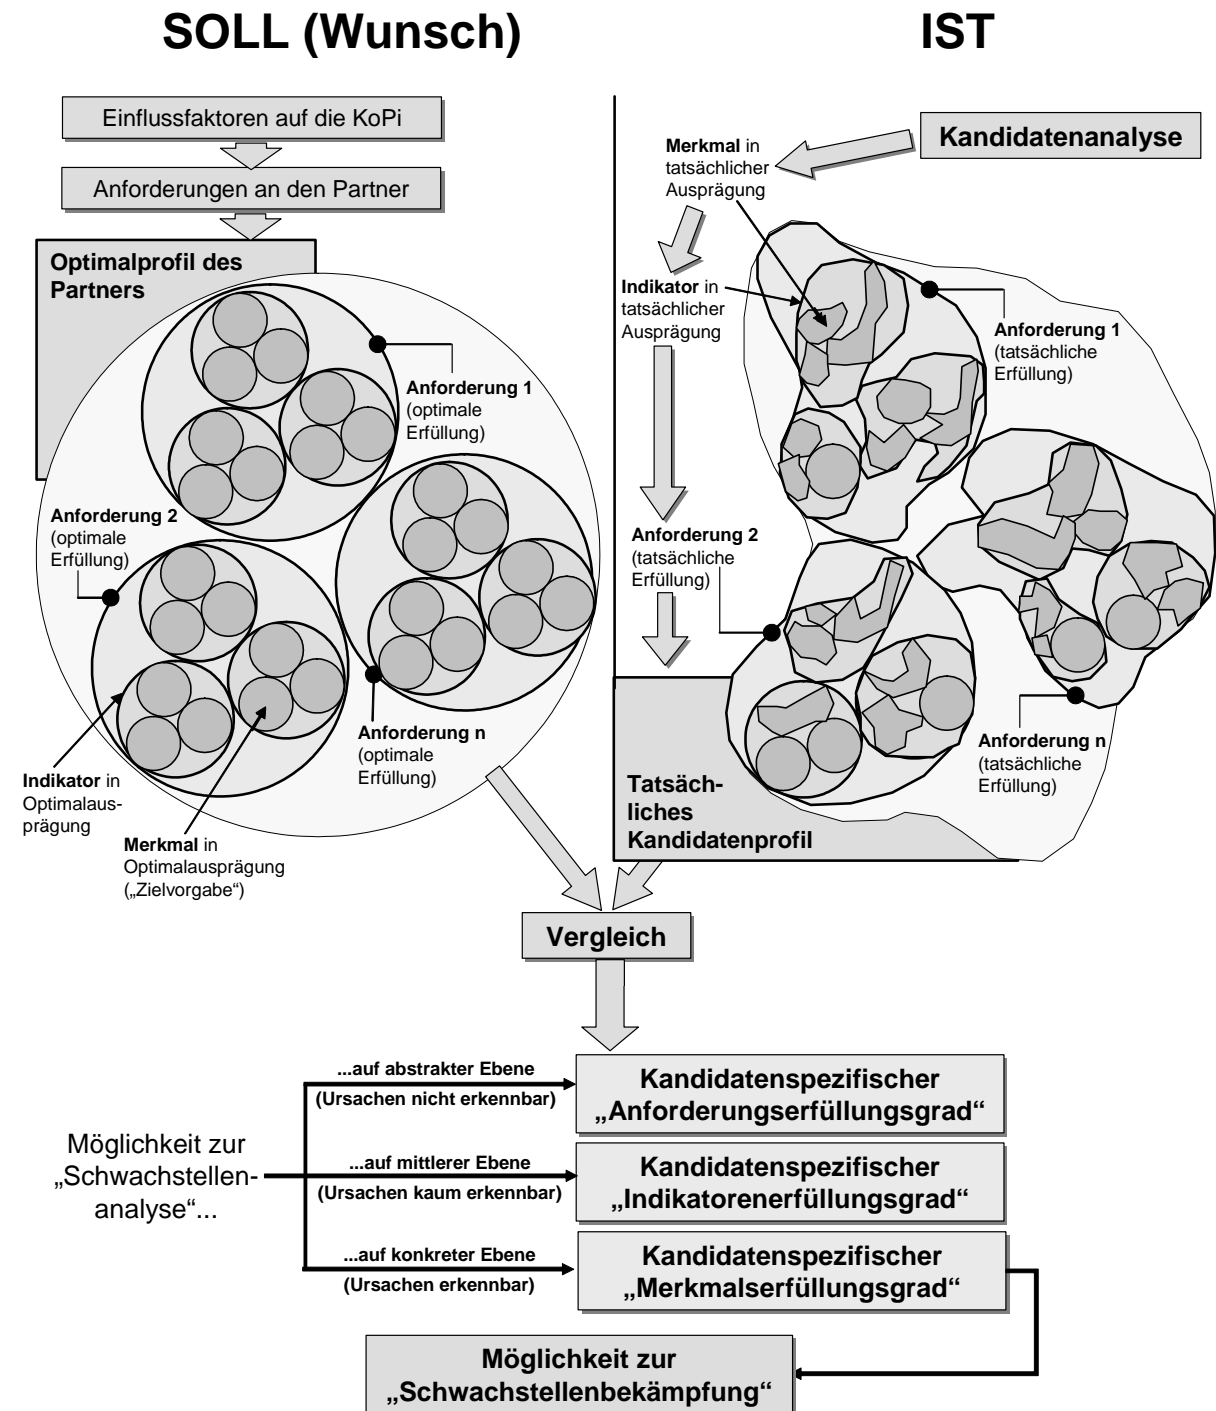 SOLL (Wunsch)
IST
Einflussfaktoren auf die KoPi
Anforderungen an den Partner
Optimalprofil des
Partners
Anforderung 1
(optimale
Erfüllung)
Anforderung 2
(optimale
Erfüllung)
Anforderung n
(optimale
Erfüllung)
Indikator in
Optimalaus-
prägung
Merkmal in
Optimalausprägung
(„Zielvorgabe“)
Kandidatenanalyse
Merkmal in
tatsächlicher
Ausprägung
Indikator in
tatsächlicher
Ausprägung
Anforderung 1
(tatsächliche
Erfüllung)
Anforderung 2
(tatsächliche
Erfüllung)
Anforderung n
(tatsächliche
Erfüllung)
Tatsäch-
liches
Kandidatenprofil
Vergleich
Möglichkeit zur
„Schwachstellen-
analyse“...
...auf abstrakter Ebene
(Ursachen nicht erkennbar)
Kandidatenspezifischer
„Anforderungserfüllungsgrad“
...auf mittlerer Ebene
(Ursachen kaum erkennbar)
Kandidatenspezifischer
„Indikatorenerfüllungsgrad“
...auf konkreter Ebene
(Ursachen erkennbar)
Kandidatenspezifischer
„Merkmalserfüllungsgrad“
Möglichkeit zur
„Schwachstellenbekämpfung“